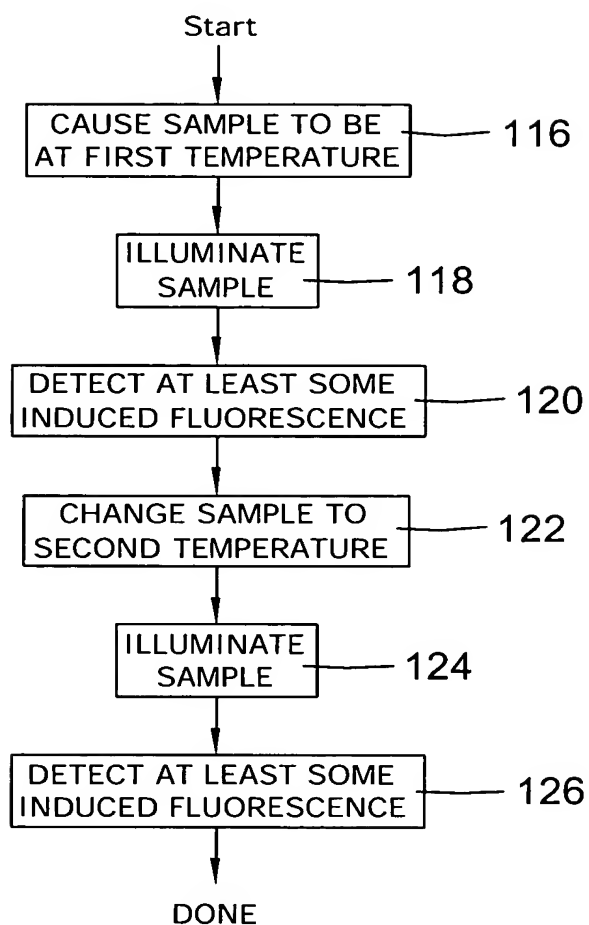 Start
CAUSE SAMPLE TO BE
AT FIRST TEMPERATURE
116
ILLUMINATE
SAMPLE
118
DETECT AT LEAST SOME
INDUCED FLUORESCENCE
120
CHANGE SAMPLE TO
SECOND TEMPERATURE
122
ILLUMINATE
SAMPLE
124
DETECT AT LEAST SOME
INDUCED FLUORESCENCE
126
DONE